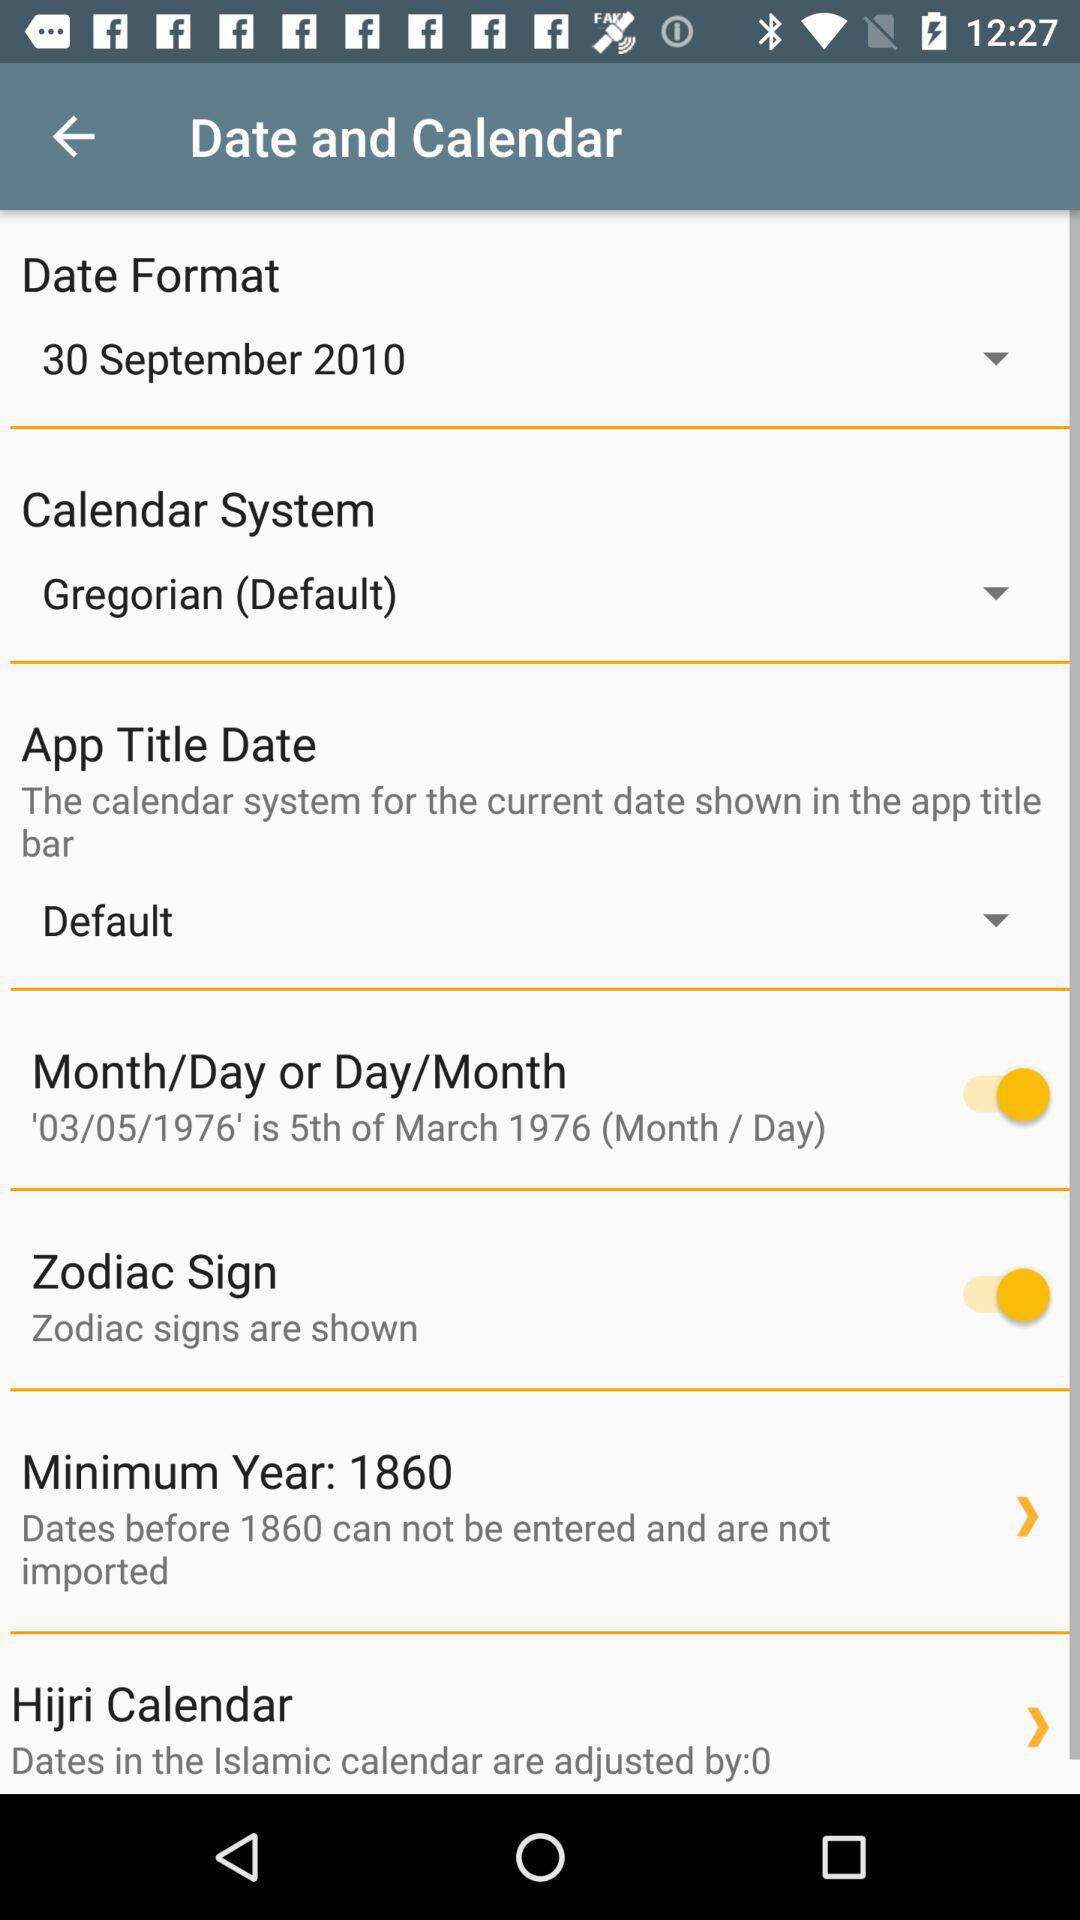 12:27
Date and Calendar
Date Format
30 September 2010
Calendar System
Gregorian (Default)
App Title Date
The calendar system for the current date shown in the app title
bar
Default
Month/Day or Day/Month
'03/05/1976' is 5th of March 1976 (Month / Day)
Zodiac Sign
Zodiac signs are shown
Minimum Year: 1860
Dates before 1860 can not be entered and are not
imported
Hijri Calendar
Dates in the Islamic calendar are adjusted by:0